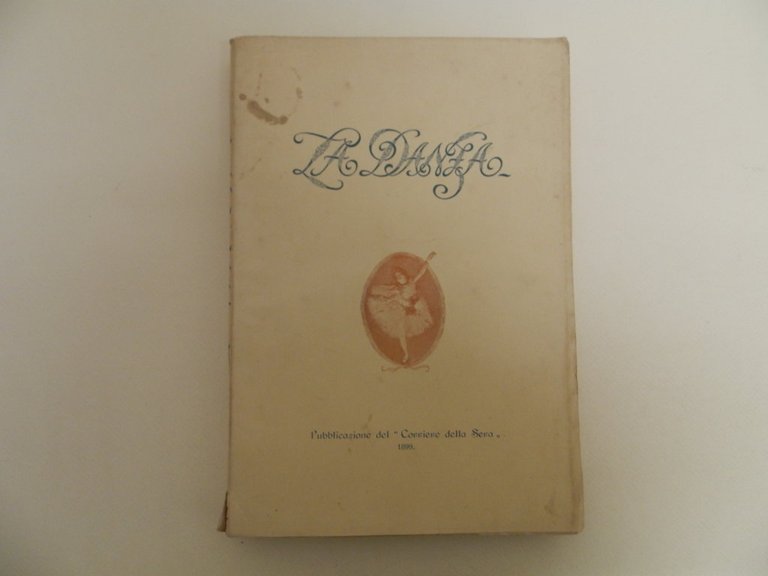 LA DANZA
Pubblicazione del "Corriere della Sera„
1899.